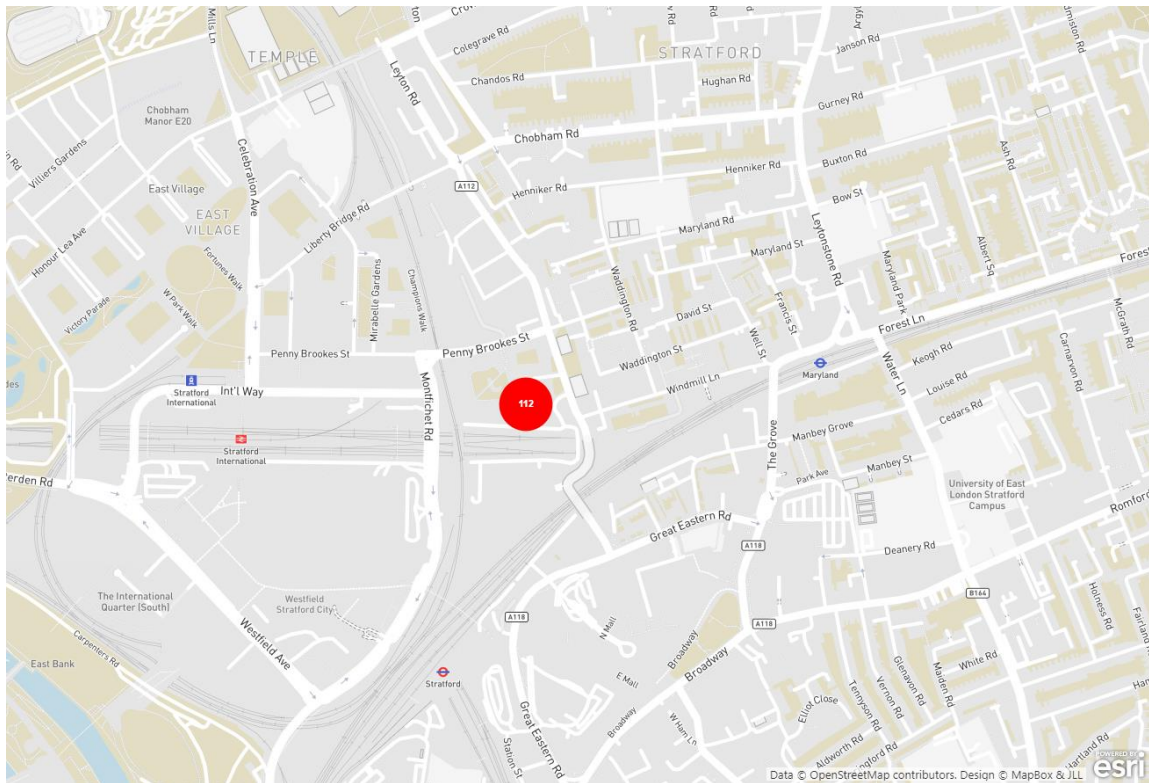 Mills Ln
TEMPLE
Colegrave Rd
STRATFORD
Janson Rd
Leyton Rd
Chandos Rd
Hughan Rd
Gurney Rd
Chobham
Manor E20
Chobham Rd
Ash Rd
Villiers Gardens
Celebration Ave
Buxton Rd
Henniker Rd
A112
Henniker Rd
East Village
Bow St
EAST
VILLAGE
Liberty Bridge Rd
Maryland Rd
Leytonstone Rd
Honour Lea Ave
Fortunes Walk
Maryland St
Albert Sq
Maryland Park
Mirabelle Gardens
Champions Walk
Waddington Rd
Victory Parade
W Park Walk
Francis St
David St
McGrath Rd
Forest Ln
Penny Brookes St
Penny Brookes St
Well St
Carnarvon Rd
Waddington St
Keogh Rd
Water Ln
Maryland
Louise Rd
Windmill Ln
Stratford
International
Int'l Way
Montfichet Rd
112
Cedars Rd
Manbey Grove
The Grove
Stratford
International
Manbey St
Park Ave
University of East
London Stratford
Campus
Great Eastern Rd
A118
Deanery Rd
The International
Quarter (South)
Westfield
Stratford City
B164
Holness Rd
A118
A118
N Mall
Westfield Ave
Carpenters Rd
Broadway
White Rd
East Bank
Stratford
E Mall
Broadway
Glenavon Rd
Maiden Rd
Vernon Rd
Tennyson Rd
Elliot Close
Great Eastern Rd
Broadway
W Ham Ln
Station St
Aldworth Rd
POWERED BY
esri
Data © OpenStreetMap contributors. Design © MapBox & JLL